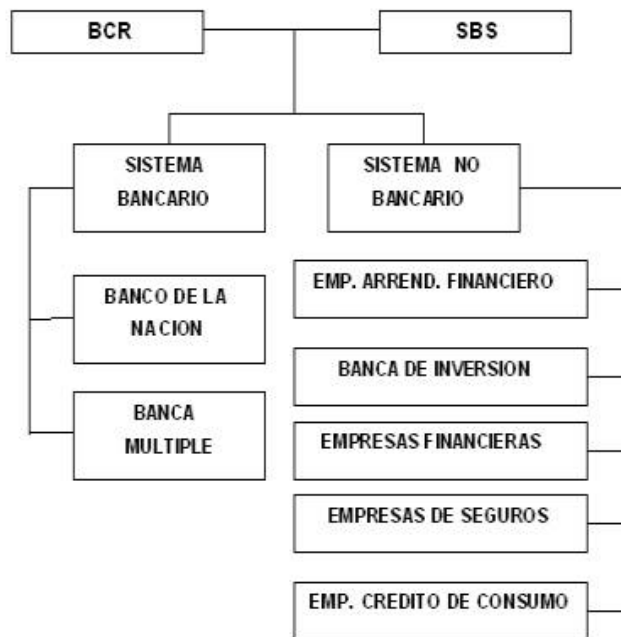 BCR
SBS
SISTEMA
BANCARIO
SISTEMA NO
BANCARIO
BANCO DE LA
NACION
BANCA
MULTIPLE
EMP. ARREND. FINANCIERO
BANCA DE INVERSION
EMPRESAS FINANCIERAS
EMPRESAS DE SEGUROS
EMP. CREDITO DE CONSUMO